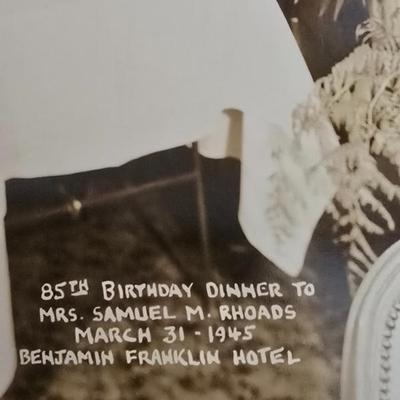 85TH BIRTHDAY DINNER TO
MRS. SAMUEL M. RHOADS
MARCH 31 - 1945
BENJAMIN FRANKLIN HOTEL